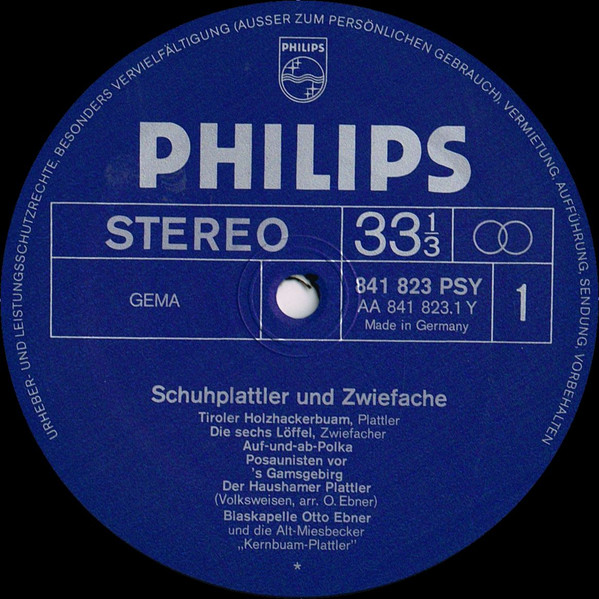 URHEBER- UND LEISTUNGSSCHUTZRECHTE, BESONDERS VERVIELFÄLTIGUNG (AUSSER ZUM PERSÖNLICHEN GEBRAUCH), VERMIETUNG, AUFFÜHRUNG, SENDUNG, VORBEHALTEN
PHILIPS
PHILIPS
STEREO
33⅓
GEMA
841 823 PSY
AA 841 823.1 Y
Made in Germany
1
Schuhplattler und Zwiefache
Tiroler Holzhackerbuam, Plattler
Die sechs Löffel, Zwiefacher
Auf-und-ab-Polka
Posaunisten vor
's Gamsgebirg
Der Haushamer Plattler
(Volksweisen, arr. O. Ebner)
Blaskapelle Otto Ebner
und die Alt-Miesbecker
„Kernbuam-Plattler"
*